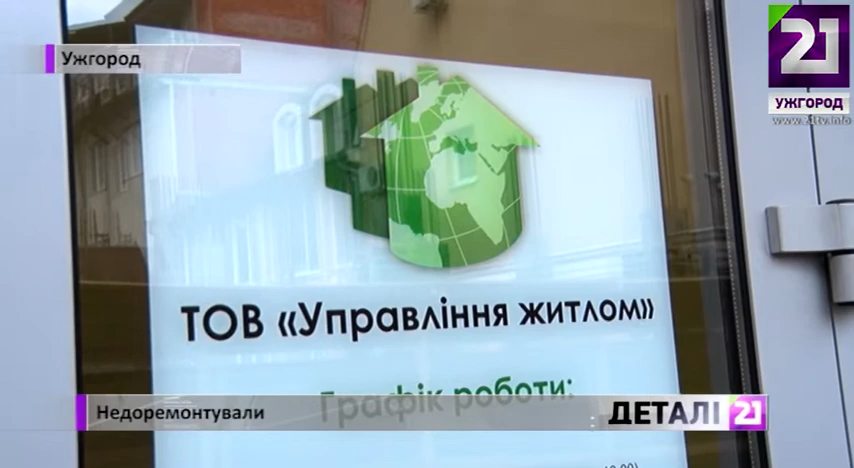 Ужгород
21
УЖГОРОД
www.21tv.info
ТОВ «Управління житлом»
Графік роботи:
Недоремонтували
ДЕТАЛІ 21